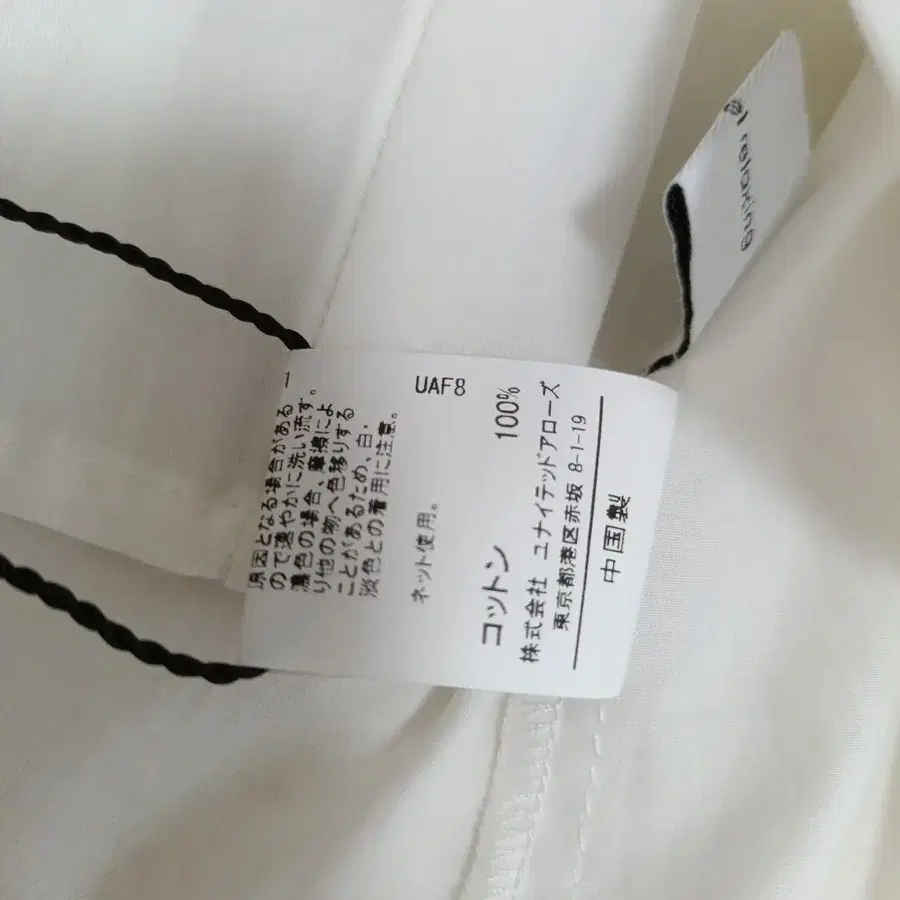 原因となる場合がある
ので速やかに洗い流す。
濃色の場合、摩擦によ
り他の物へ色移りする
ことがあるため、白、
淡色との着用に注意。
1
ネット使用。
UAF8
コットン 100%
株式会社 ユナイテッドアローズ
東京都港区赤坂 8-1-19
中国製
relaxing